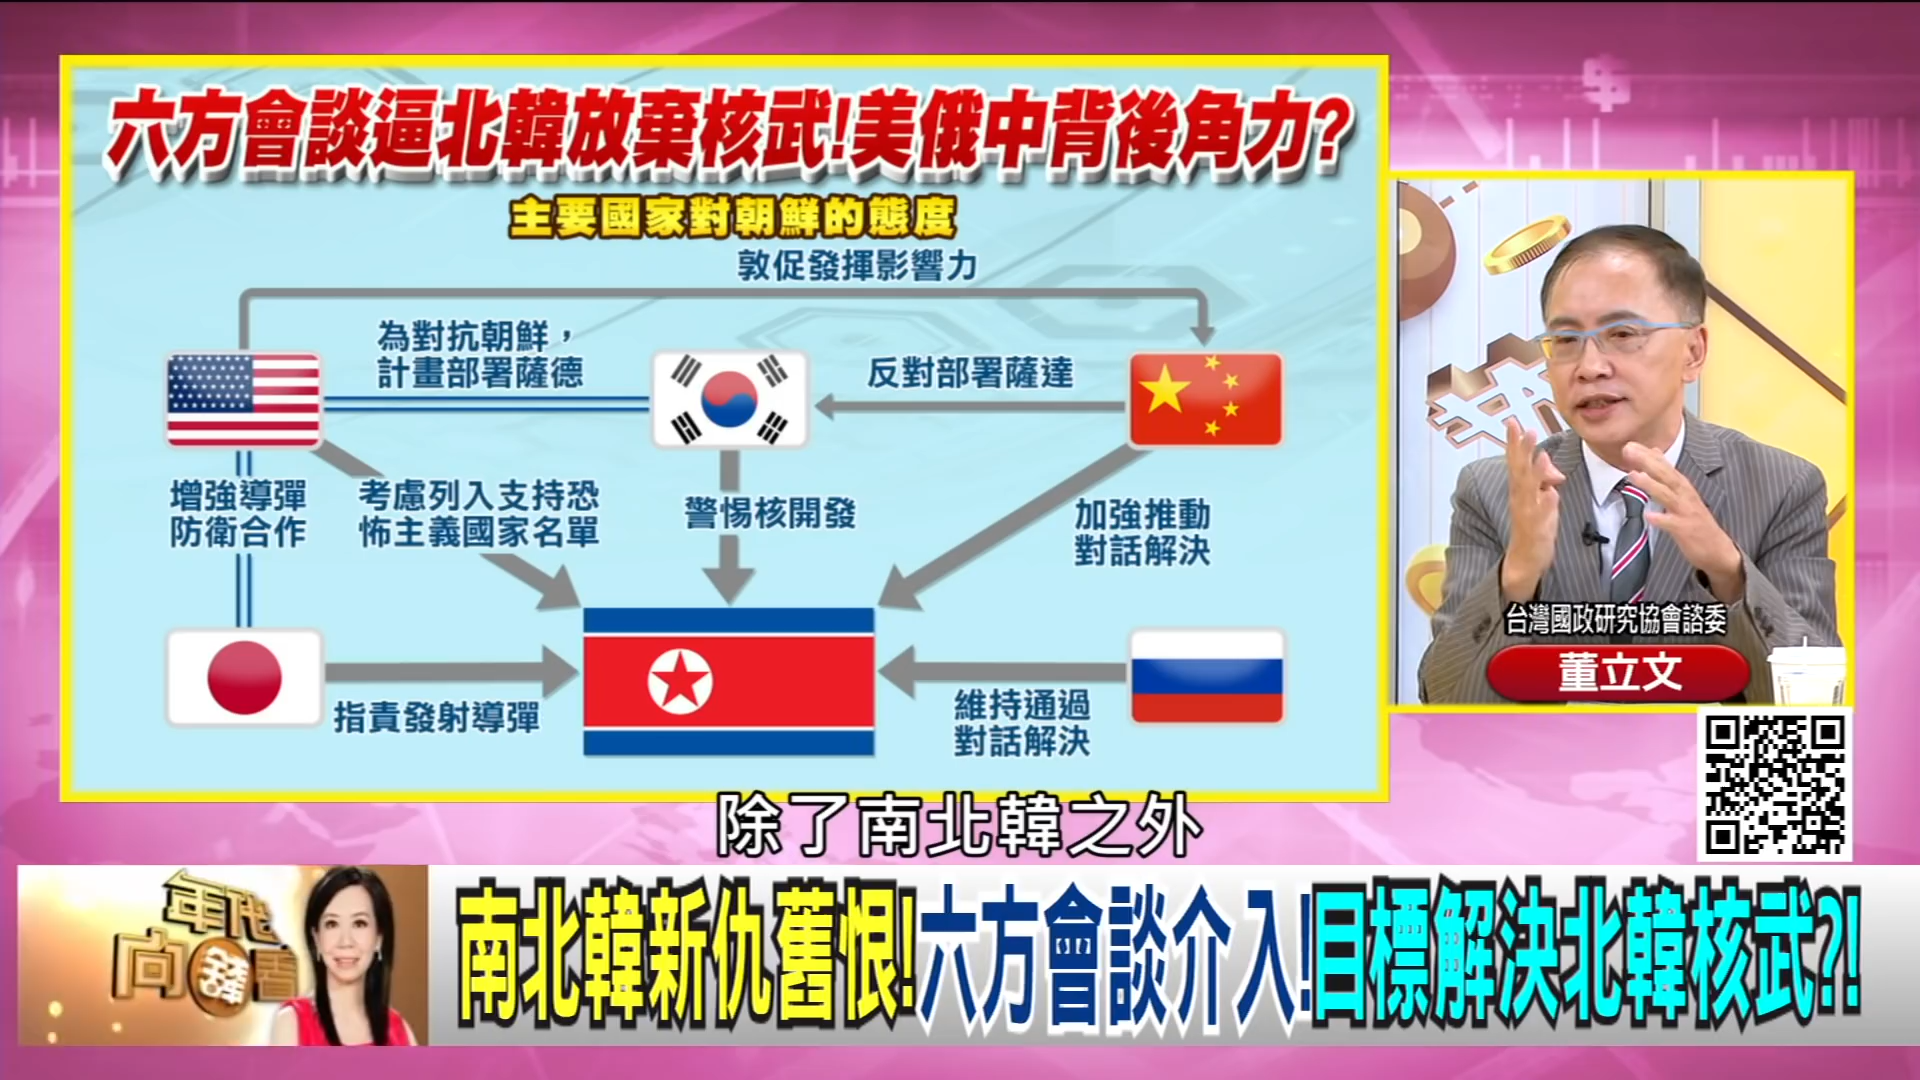 六方會談逼北韓放棄核武!美俄中背後角力?
主要國家對朝鮮的態度
敦促發揮影響力
為對抗朝鮮，
計畫部署薩德
反對部署薩達
增強導彈
防衛合作
考慮列入支持恐
怖主義國家名單
警惕核開發
加強推動
對話解決
指責發射導彈
維持通過
對話解決
台灣國政研究協會諮委
董立文
除了南北韓之外
年代
向錢看
南北韓新仇舊恨!六方會談介入!目標解決北韓核武?!